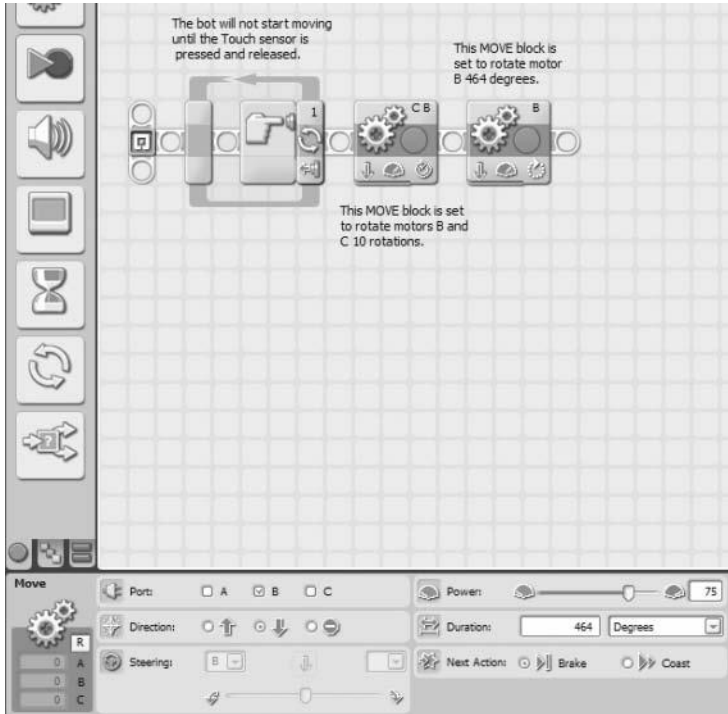 The bot will not start moving
until the Touch sensor is
pressed and released.
This MOVE block is
set to rotate motor
B 464 degrees.
1
C B
B
This MOVE block is set
to rotate motors B and
C 10 rotations.
Move
R
0 A
0 B
0 C
Port: A B C
Direction:
Steering: B
Power: 75
Duration: 464 Degrees
Next Action: Brake Coast